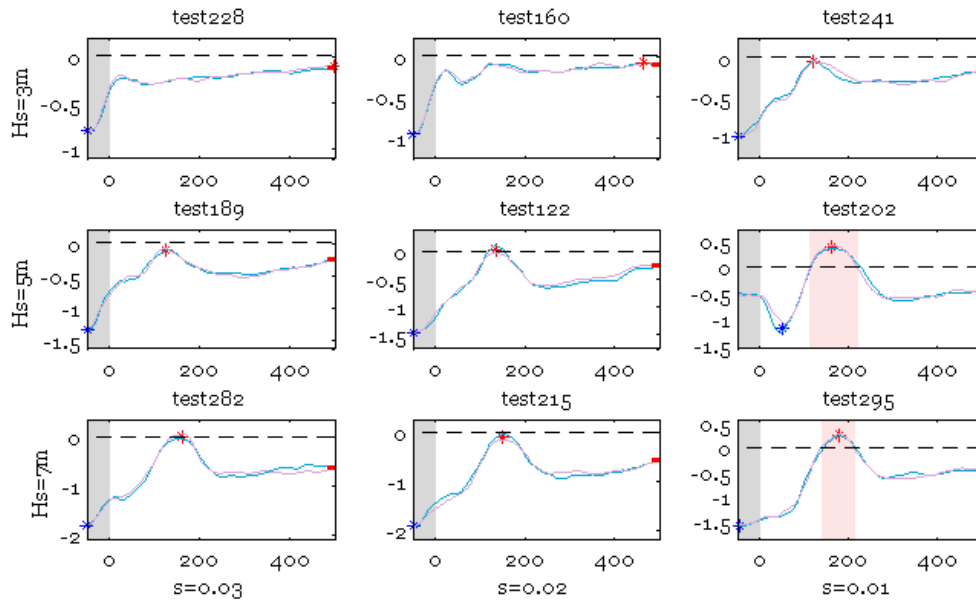 test228 test160 test241
Hs=3m
0 -0.5 -1
0 -0.5 -1
0 -0.5 -1
0 200 400 0 200 400 0 200 400
test189 test122 test202
Hs=5m
0 -0.5 -1 -1.5
0 -0.5 -1 -1.5
0.5 0 -0.5 -1 -1.5
0 200 400 0 200 400 0 200 400
test282 test215 test295
Hs=7m
0 -1 -2
0 -1 -2
0.5 0 -0.5 -1 -1.5
0 200 400 0 200 400 0 200 400
s=0.03 s=0.02 s=0.01